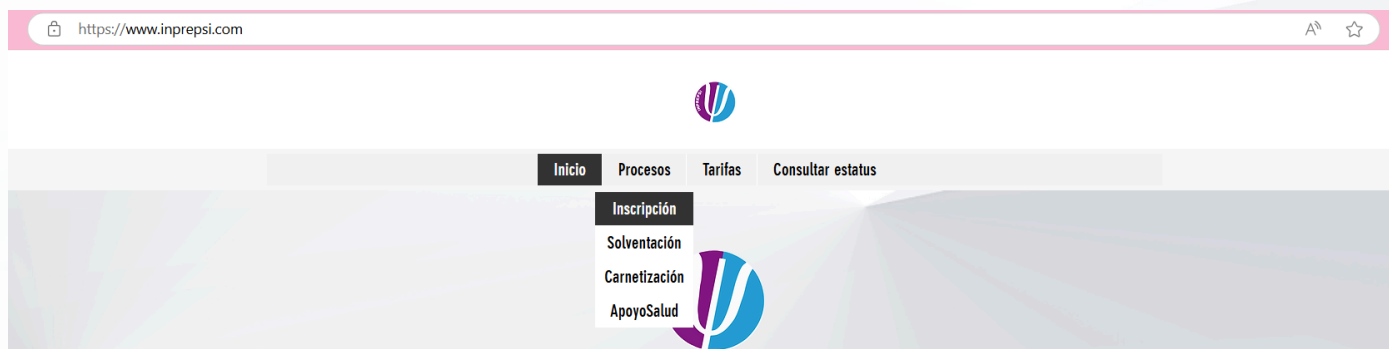 https://www.inprepsi.com
Inicio Procesos Tarifas Consultar estatus
Inscripción
Solventación
Carnetización
ApoyoSalud